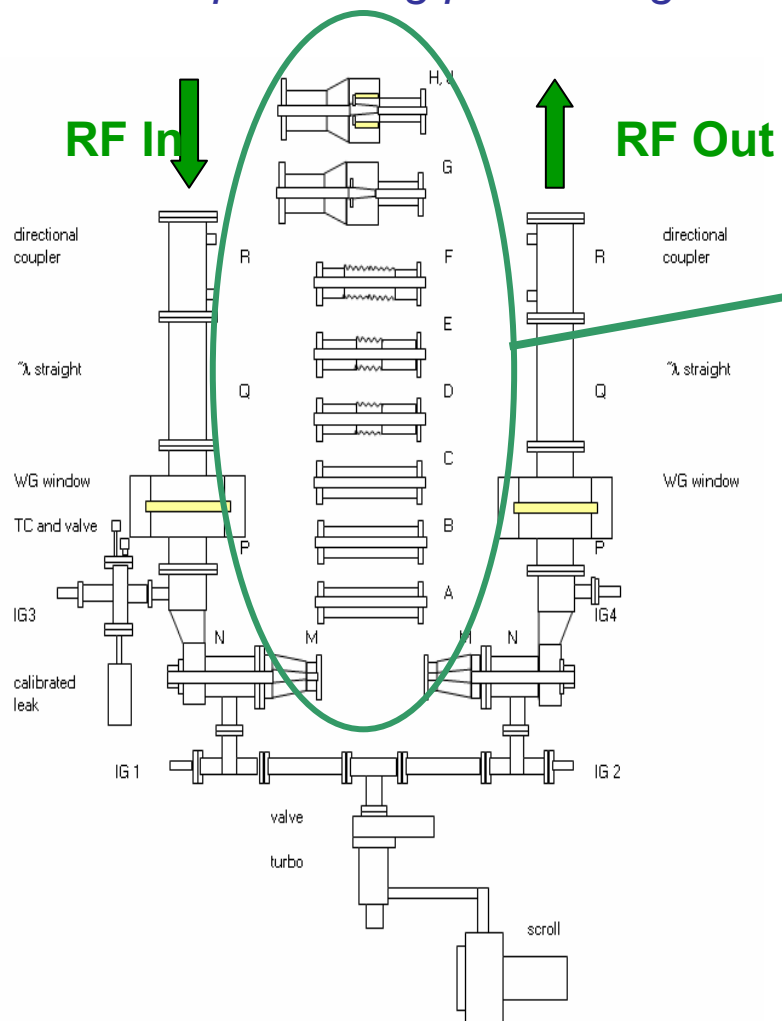 H,
RF In
RF Out
G
directional
coupler
R
F
R
directional
coupler
E
~λ straight
Q
D
Q
~λ straight
C
WG window
WG window
B
TC and valve
P
P
A
IG3
IG4
N
M
M
N
calibrated
leak
IG 1
IG 2
valve
turbo
scroll